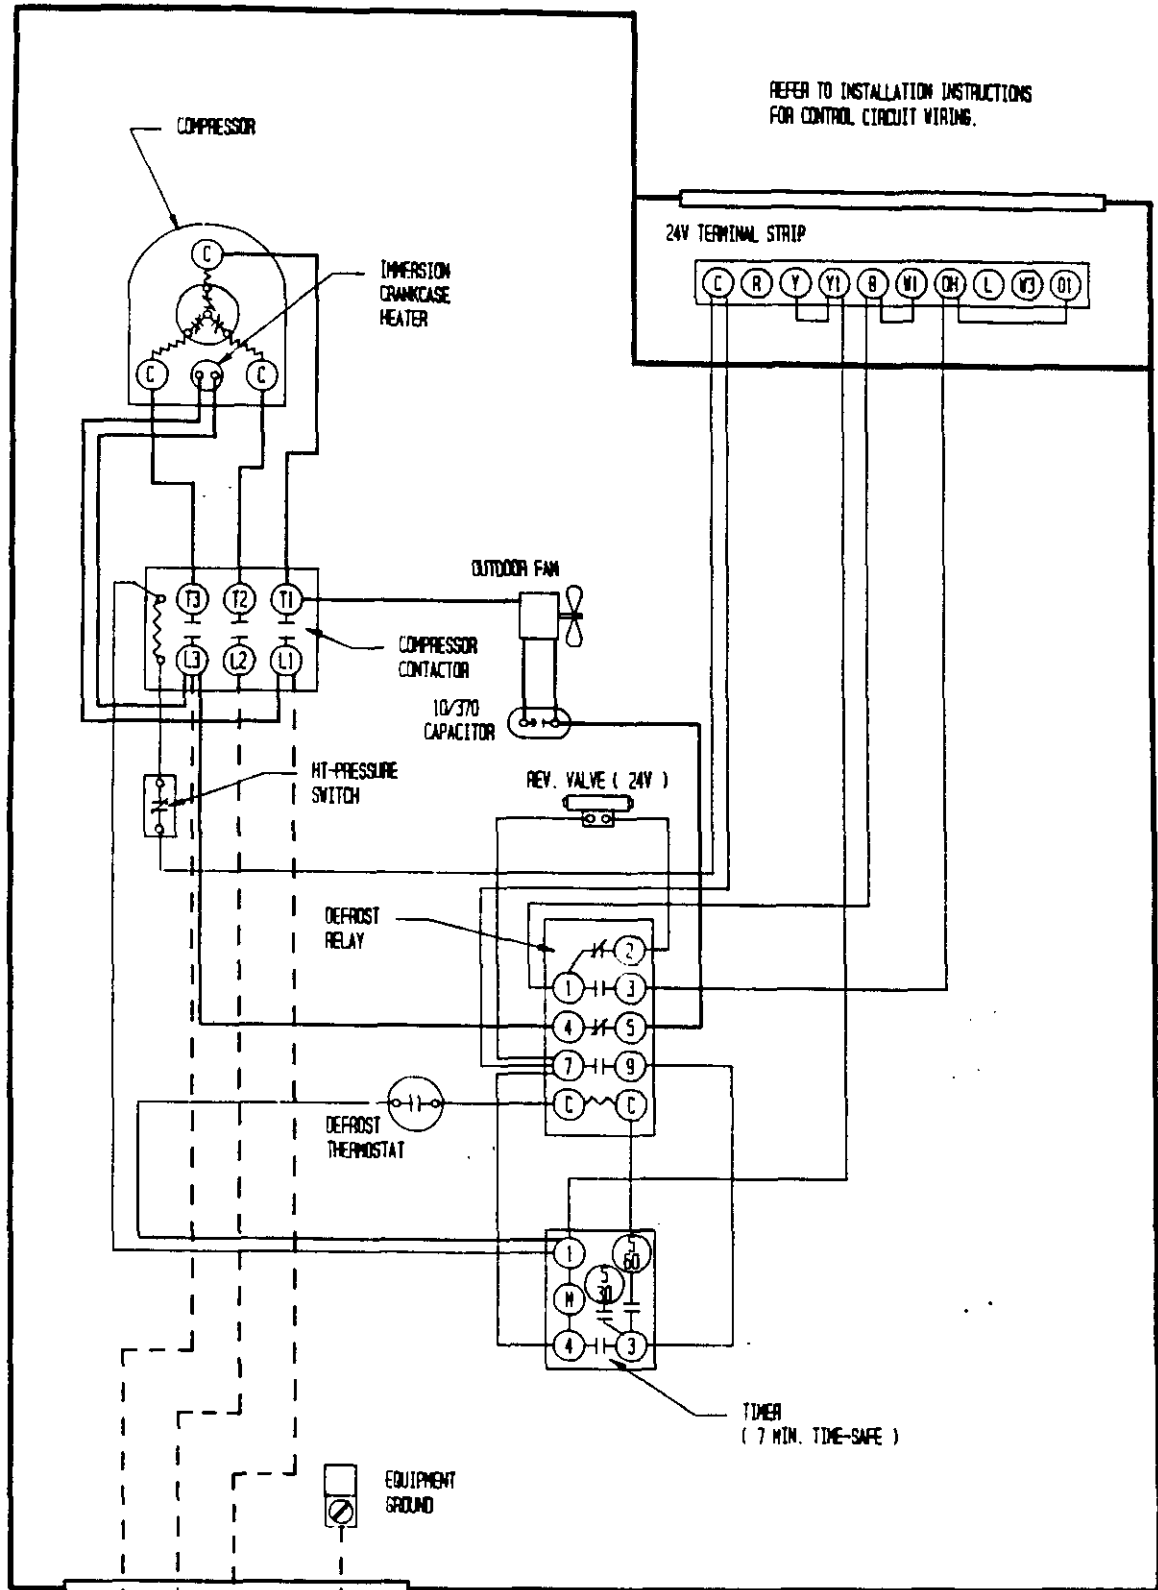 REFER TO INSTALLATION INSTRUCTIONS
FOR CONTROL CIRCUIT WIRING.
COMPRESSOR
24V TERMINAL STRIP
C R Y Y1 B W1 OH L W3 O1
C
IMMERSION
CRANKCASE
HEATER
C C
OUTDOOR FAN
T3 T2 T1
COMPRESSOR
CONTACTOR
L3 L2 L1
10/370
CAPACITOR
HI-PRESSURE
SWITCH
REV. VALVE ( 24V )
DEFROST
RELAY
2
1 3
4 5
7 9
C C
DEFROST
THERMOSTAT
1 5
60
5
30
M
4 3
TIMER
( 7 MIN. TIME-SAFE )
EQUIPMENT
GROUND